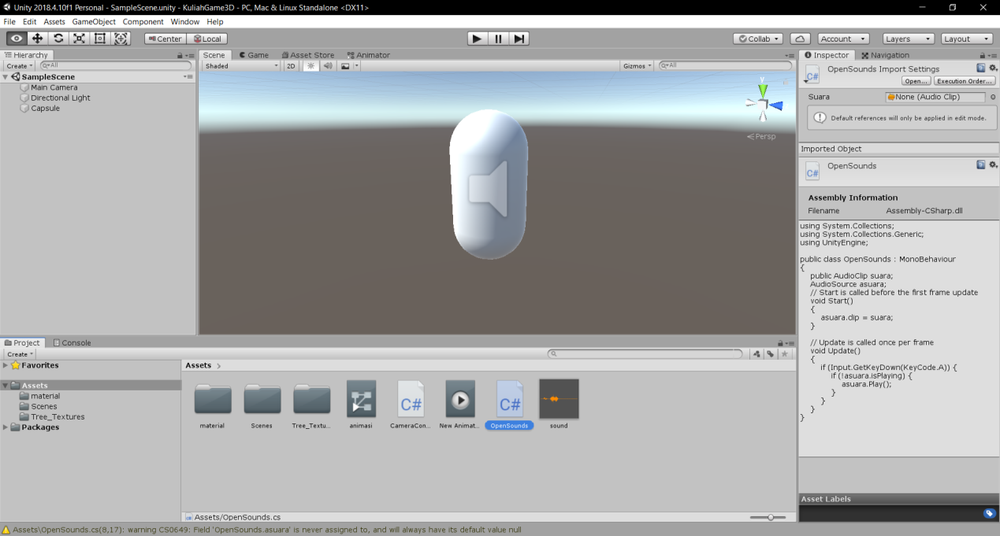 Unity 2018.4.10f1 Personal - SampleScene.unity - KuliahGame3D - PC, Mac & Linux Standalone <DX11>
File Edit Assets GameObject Component Window Help
Center Local Collab Account Layers Layout
Hierarchy
Create All
SampleScene
Main Camera
Directional Light
Capsule
Scene Game Asset Store Animator
Shaded 2D Gizmos All
y
Persp
Inspector Navigation
C#
OpenSounds Import Settings
Open... Execution Order...
Suara None (Audio Clip)
Default references will only be applied in edit mode.
Imported Object
C#
OpenSounds
Assembly Information
Filename Assembly-CSharp.dll
using System.Collections;
using System.Collections.Generic;
using UnityEngine;
public class OpenSounds : MonoBehaviour
{
public AudioClip suara;
AudioSource asuara;
// Start is called before the first frame update
void Start()
{
asuara.clip = suara;
}
// Update is called once per frame
void Update()
{
if (Input.GetKeyDown(KeyCode.A)) {
if (!asuara.isPlaying) {
asuara.Play();
}
}
}
}
Asset Labels
Project Console
Create
Favorites
Assets
material
Scenes
Tree_Textures
Packages
Assets
C# C#
material Scenes Tree_Textu... animasi CameraCon... New Animat... OpenSounds sound
Assets/OpenSounds.cs
Assets\OpenSounds.cs(8,17): warning CS0649: Field 'OpenSounds.asuara' is never assigned to, and will always have its default value null